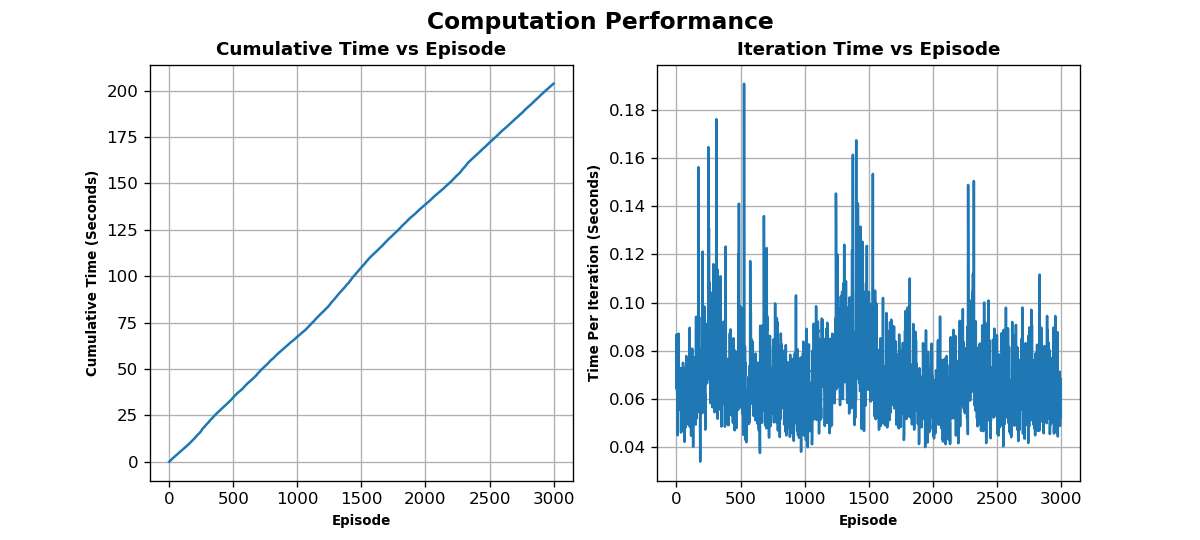 Computation Performance
Cumulative Time vs Episode
Cumulative Time (Seconds)
200
175
150
125
100
75
50
25
0
0 500 1000 1500 2000 2500 3000
Episode
Iteration Time vs Episode
Time Per Iteration (Seconds)
0.18
0.16
0.14
0.12
0.10
0.08
0.06
0.04
0 500 1000 1500 2000 2500 3000
Episode